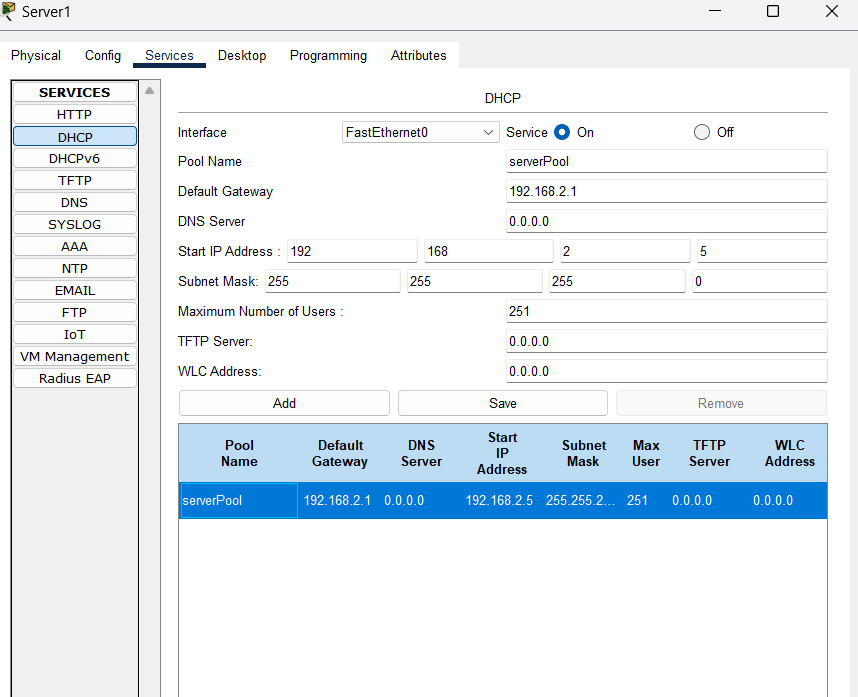 Server1
Physical Config Services Desktop Programming Attributes
SERVICES
HTTP
DHCP
DHCPv6
TFTP
DNS
SYSLOG
AAA
NTP
EMAIL
FTP
IoT
VM Management
Radius EAP
DHCP
Interface FastEthernet0 Service On Off
Pool Name serverPool
Default Gateway 192.168.2.1
DNS Server 0.0.0.0
Start IP Address : 192 168 2 5
Subnet Mask: 255 255 255 0
Maximum Number of Users : 251
TFTP Server: 0.0.0.0
WLC Address: 0.0.0.0
Add Save Remove
Pool Name Default Gateway DNS Server Start IP Address Subnet Mask Max User TFTP Server WLC Address
serverPool 192.168.2.1 0.0.0.0 192.168.2.5 255.255.2... 251 0.0.0.0 0.0.0.0